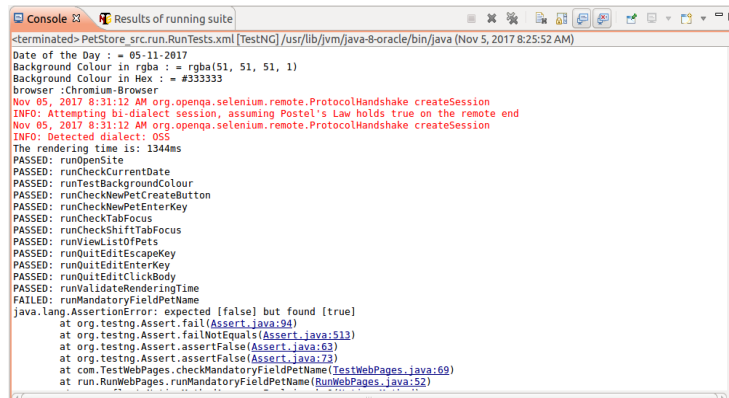 Console Results of running suite
<terminated> PetStore_src.run.RunTests.xml [TestNG] /usr/lib/jvm/java-8-oracle/bin/java (Nov 5, 2017 8:25:52 AM)
Date of the Day : = 05-11-2017
Background Colour in rgba : = rgba(51, 51, 51, 1)
Background Colour in Hex : = #333333
browser :Chromium-Browser
Nov 05, 2017 8:31:12 AM org.openqa.selenium.remote.ProtocolHandshake createSession
INFO: Attempting bi-dialect session, assuming Postel's Law holds true on the remote end
Nov 05, 2017 8:31:12 AM org.openqa.selenium.remote.ProtocolHandshake createSession
INFO: Detected dialect: OSS
The rendering time is: 1344ms
PASSED: runOpenSite
PASSED: runCheckCurrentDate
PASSED: runTestBackgroundColour
PASSED: runCheckNewPetCreateButton
PASSED: runCheckNewPetEnterKey
PASSED: runCheckTabFocus
PASSED: runCheckShiftTabFocus
PASSED: runViewListOfPets
PASSED: runQuitEditEscapeKey
PASSED: runQuitEditEnterKey
PASSED: runQuitEditClickBody
PASSED: runValidateRenderingTime
FAILED: runMandatoryFieldPetName
java.lang.AssertionError: expected [false] but found [true]
at org.testng.Assert.fail(Assert.java:94)
at org.testng.Assert.failNotEquals(Assert.java:513)
at org.testng.Assert.assertFalse(Assert.java:63)
at org.testng.Assert.assertFalse(Assert.java:73)
at com.TestWebPages.checkMandatoryFieldPetName(TestWebPages.java:69)
at run.RunWebPages.runMandatoryFieldPetName(RunWebPages.java:52)